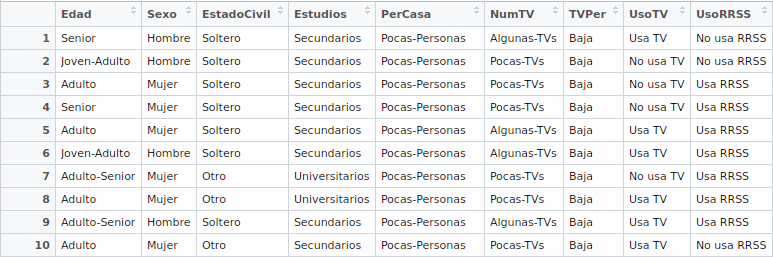 Edad Sexo EstadoCivil Estudios PerCasa NumTV TVPer UsoTV UsoRRSS
1 Senior Hombre Soltero Secundarios Pocas-Personas Algunas-TVs Baja Usa TV No usa RRSS
2 Joven-Adulto Hombre Soltero Secundarios Pocas-Personas Pocas-TVs Baja No usa TV No usa RRSS
3 Adulto Mujer Soltero Secundarios Pocas-Personas Pocas-TVs Baja No usa TV Usa RRSS
4 Senior Mujer Soltero Secundarios Pocas-Personas Pocas-TVs Baja No usa TV Usa RRSS
5 Adulto Mujer Soltero Secundarios Pocas-Personas Algunas-TVs Baja Usa TV Usa RRSS
6 Joven-Adulto Hombre Soltero Secundarios Pocas-Personas Algunas-TVs Baja Usa TV Usa RRSS
7 Adulto-Senior Mujer Otro Universitarios Pocas-Personas Pocas-TVs Baja No usa TV Usa RRSS
8 Adulto Mujer Otro Universitarios Pocas-Personas Pocas-TVs Baja Usa TV Usa RRSS
9 Adulto-Senior Hombre Soltero Secundarios Pocas-Personas Algunas-TVs Baja Usa TV Usa RRSS
10 Adulto Mujer Otro Secundarios Pocas-Personas Pocas-TVs Baja Usa TV No usa RRSS